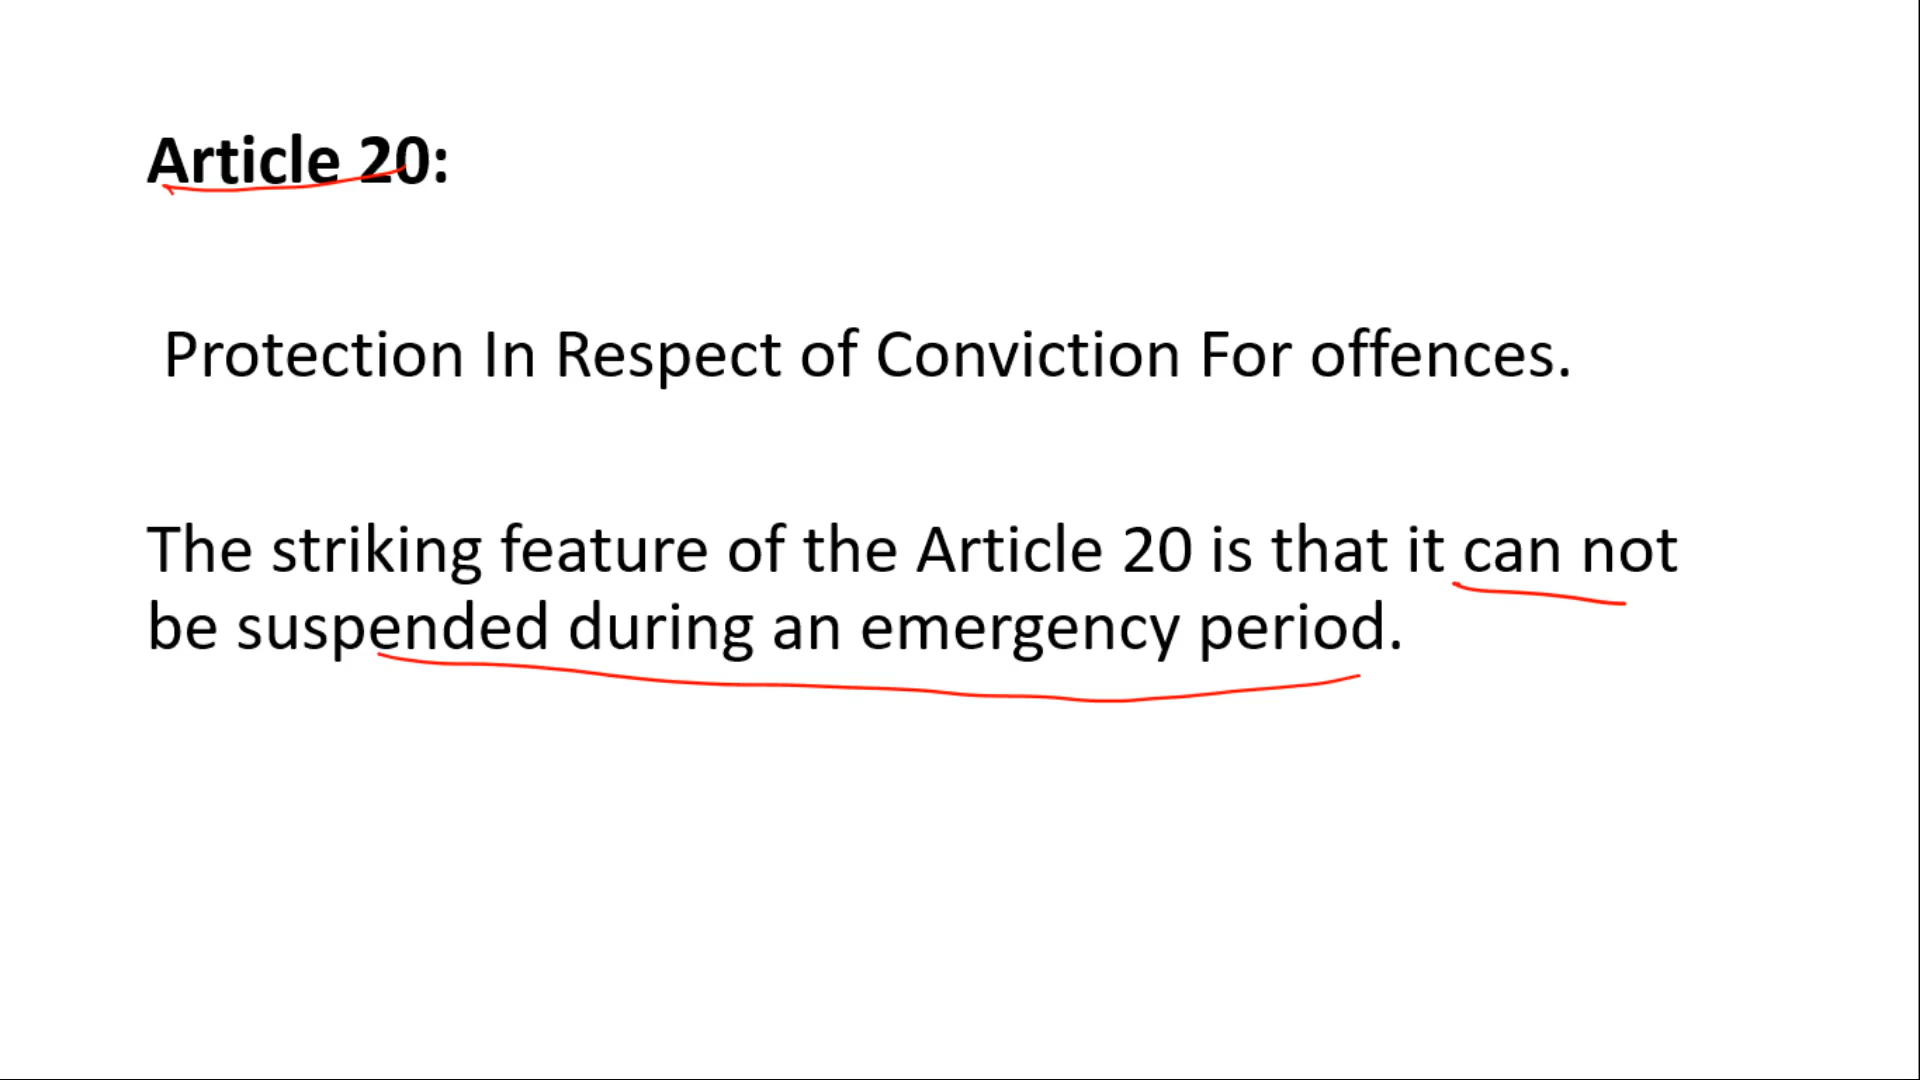 Article 20:
Protection In Respect of Conviction For offences.
The striking feature of the Article 20 is that it can not
be suspended during an emergency period.